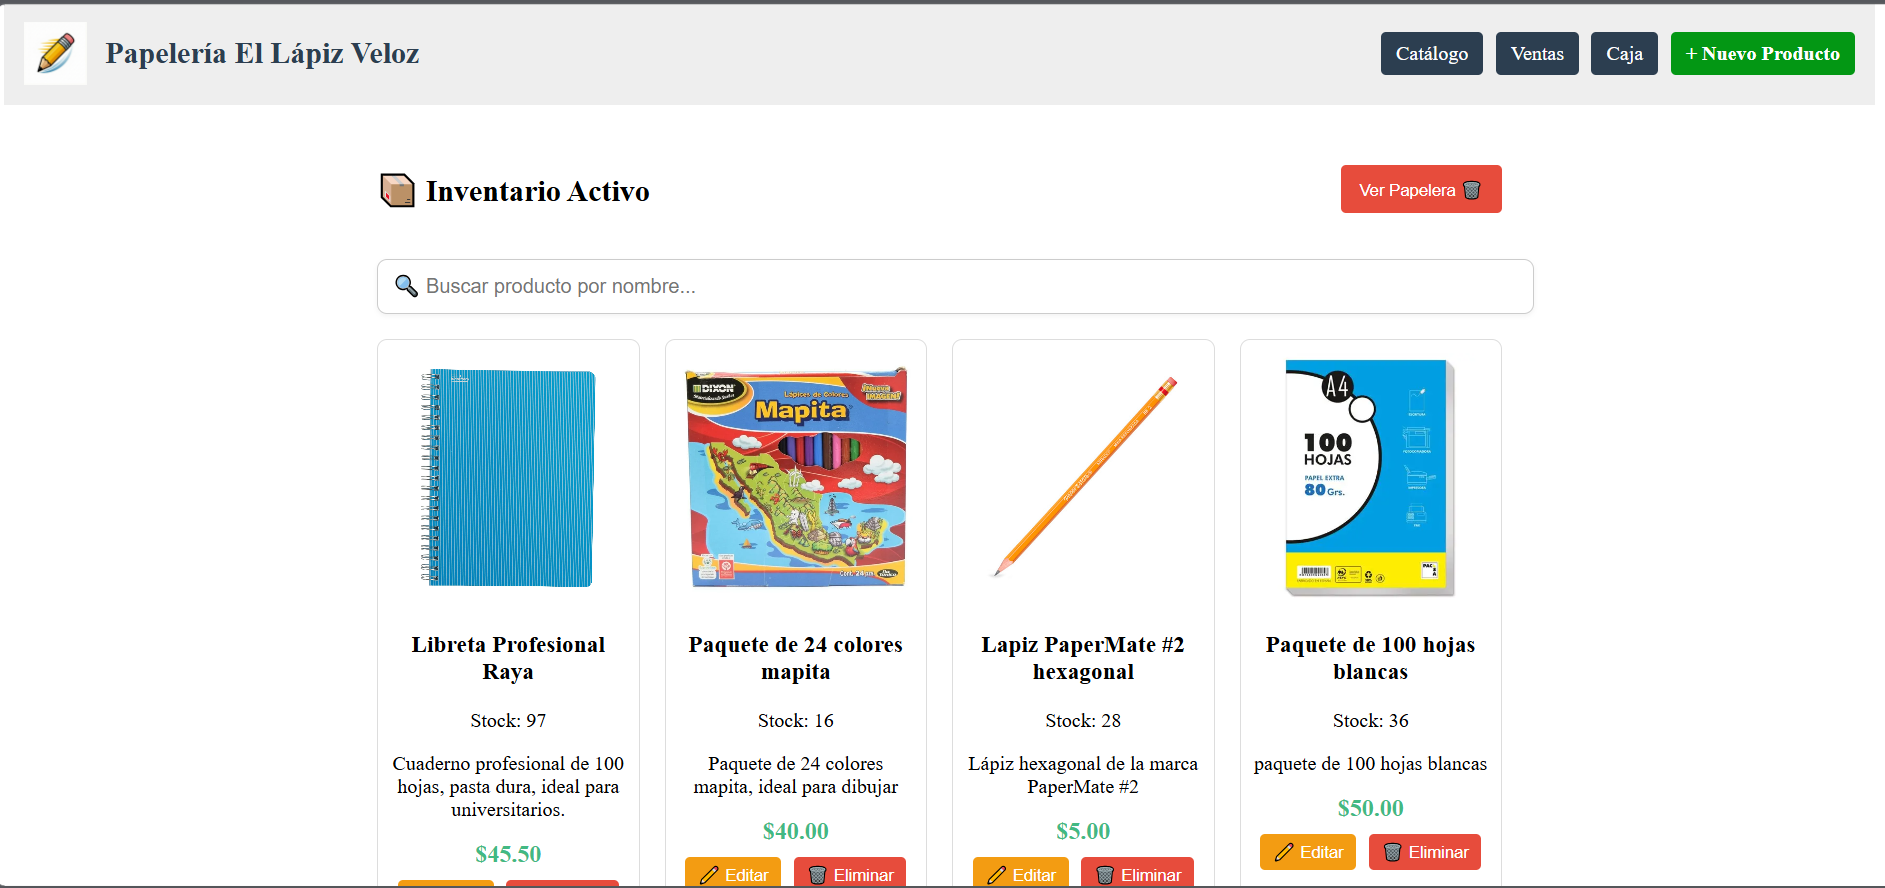 Papelería El Lápiz Veloz
Catálogo
Ventas
Caja
+ Nuevo Producto
Inventario Activo
Ver Papelera
Buscar producto por nombre...
DIXON
Lápices de Colores
Mapita
A4
100
HOJAS
PAPEL EXTRA
80 Grs.
Libreta Profesional
Raya
Stock: 97
Cuaderno profesional de 100
hojas, pasta dura, ideal para
universitarios.
$45.50
Paquete de 24 colores
mapita
Stock: 16
Paquete de 24 colores
mapita, ideal para dibujar
$40.00
Editar
Eliminar
Lapiz PaperMate #2
hexagonal
Stock: 28
Lápiz hexagonal de la marca
PaperMate #2
$5.00
Editar
Eliminar
Paquete de 100 hojas
blancas
Stock: 36
paquete de 100 hojas blancas
$50.00
Editar
Eliminar